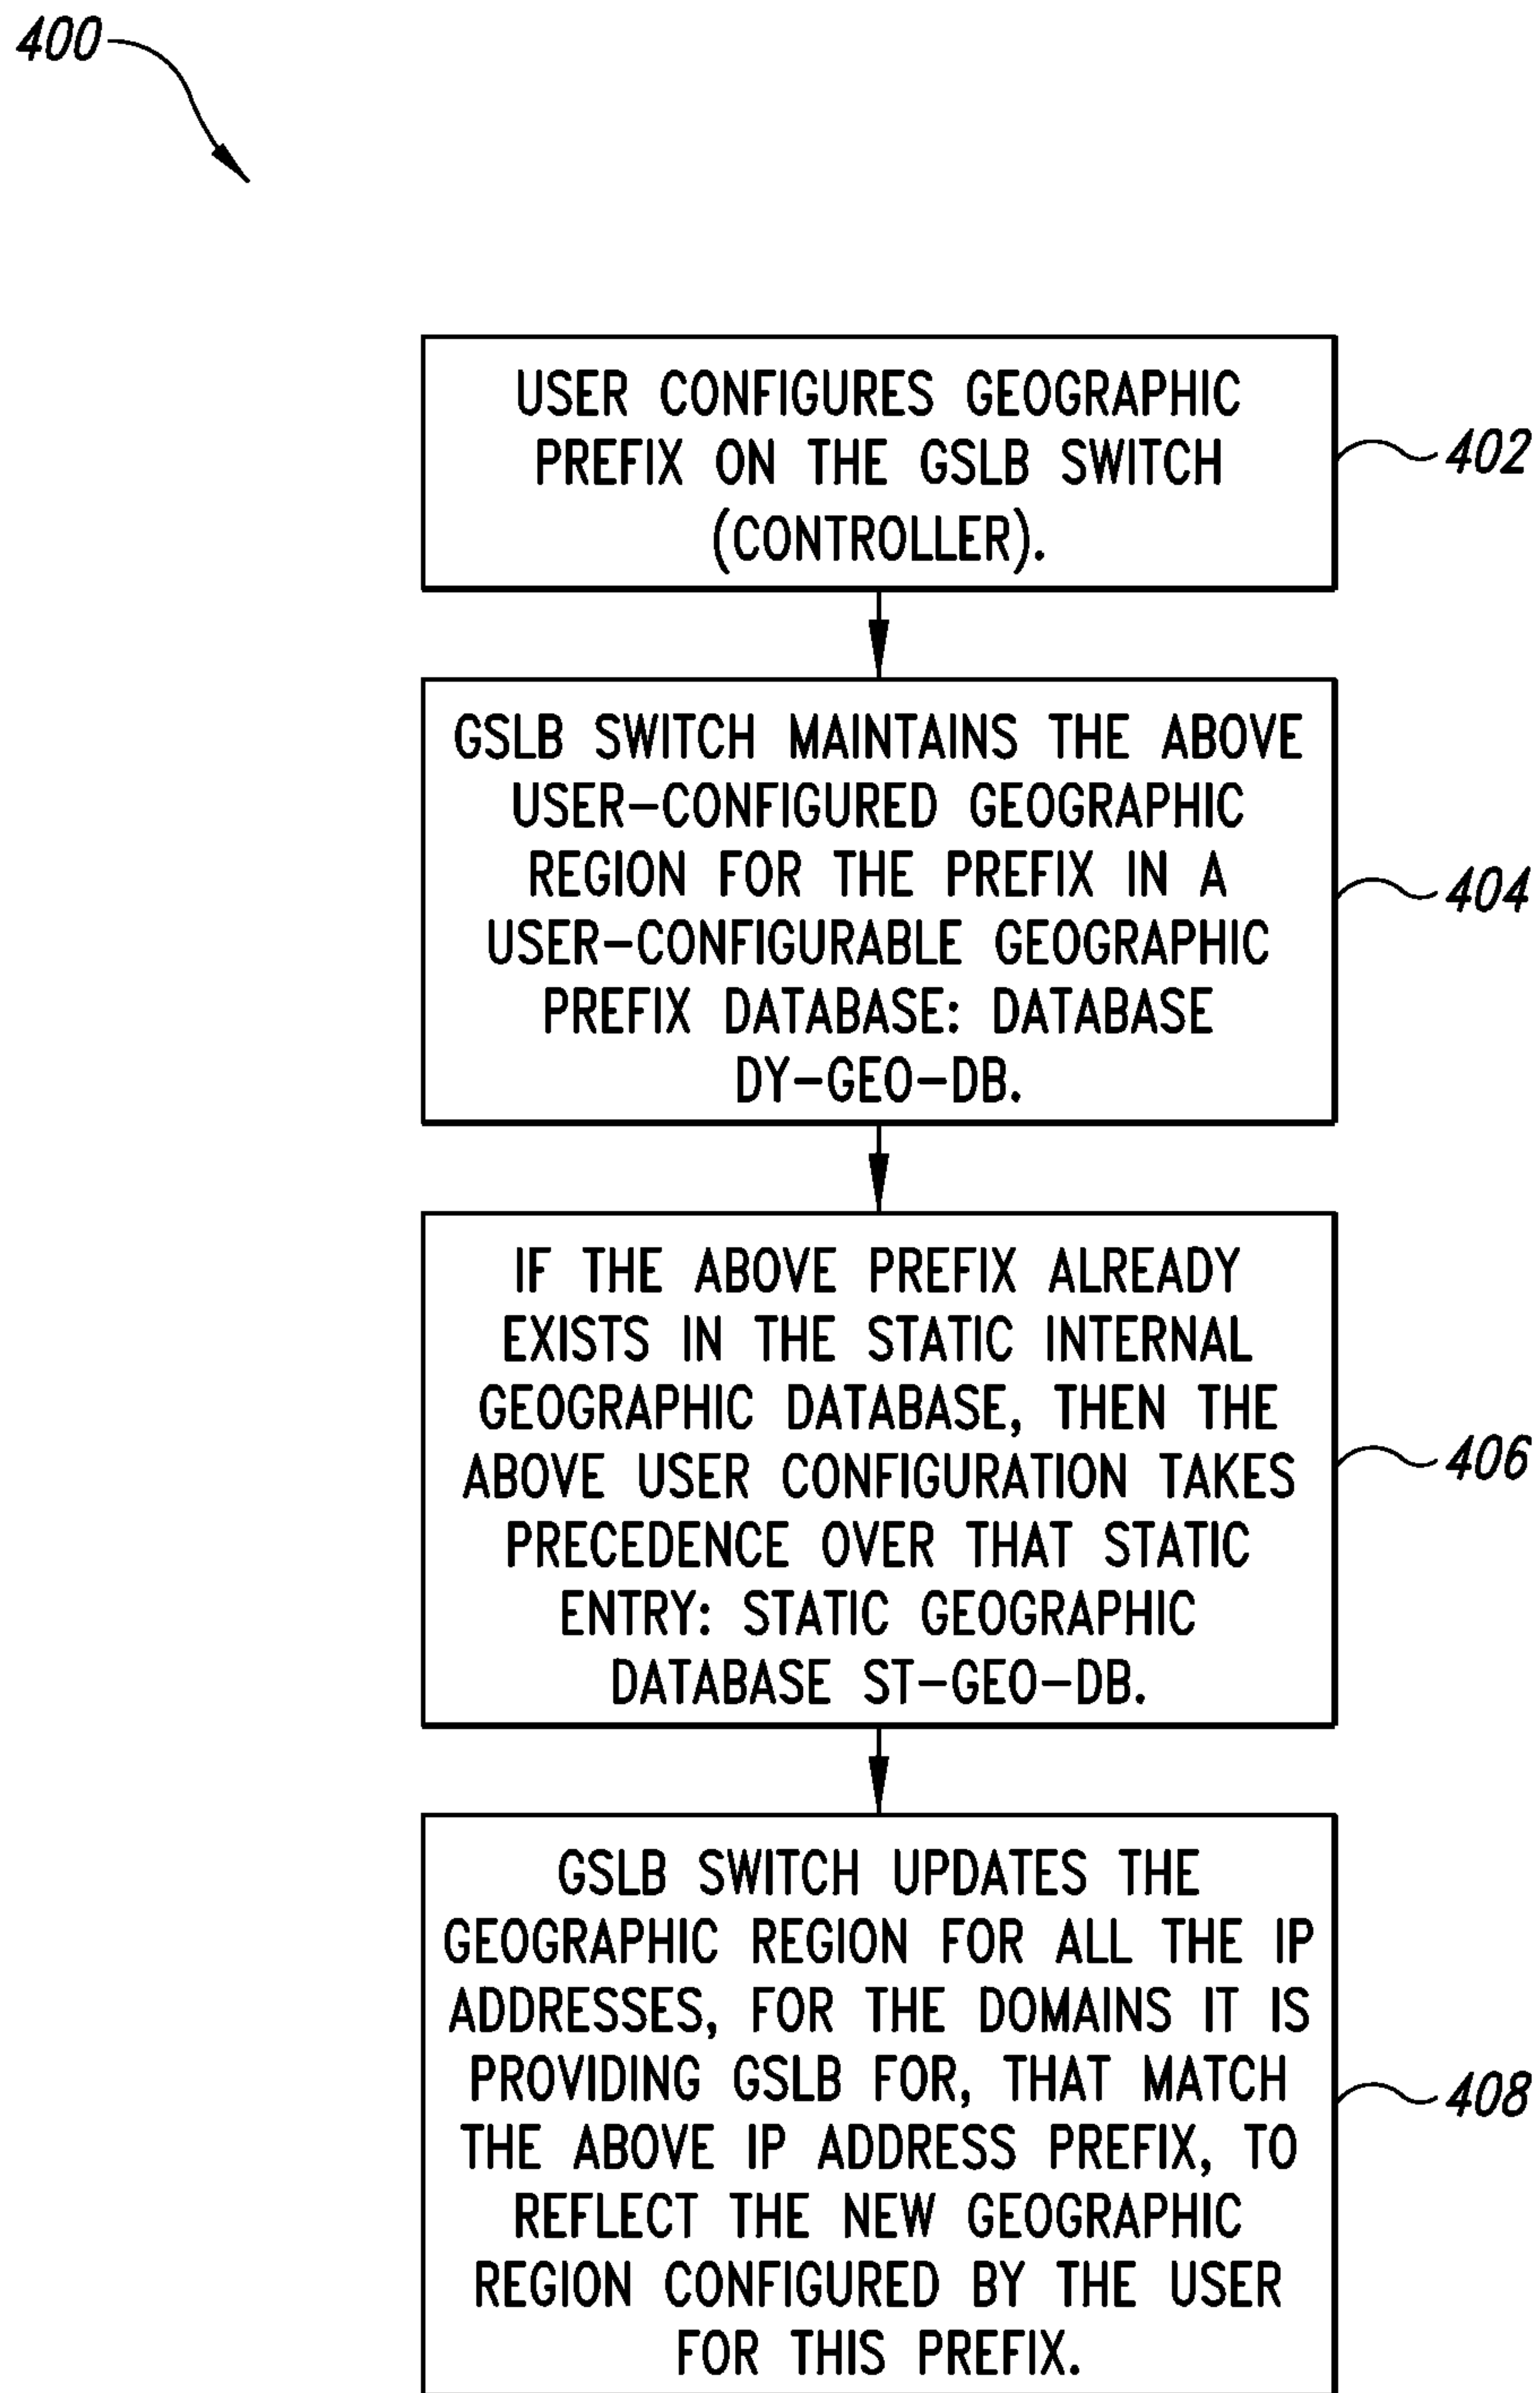 400
USER CONFIGURES GEOGRAPHIC
PREFIX ON THE GSLB SWITCH
(CONTROLLER).
402
GSLB SWITCH MAINTAINS THE ABOVE
USER-CONFIGURED GEOGRAPHIC
REGION FOR THE PREFIX IN A
USER-CONFIGURABLE GEOGRAPHIC
PREFIX DATABASE: DATABASE
DY-GEO-DB.
404
IF THE ABOVE PREFIX ALREADY
EXISTS IN THE STATIC INTERNAL
GEOGRAPHIC DATABASE, THEN THE
ABOVE USER CONFIGURATION TAKES
PRECEDENCE OVER THAT STATIC
ENTRY: STATIC GEOGRAPHIC
DATABASE ST-GEO-DB.
406
GSLB SWITCH UPDATES THE
GEOGRAPHIC REGION FOR ALL THE IP
ADDRESSES, FOR THE DOMAINS IT IS
PROVIDING GSLB FOR, THAT MATCH
THE ABOVE IP ADDRESS PREFIX, TO
REFLECT THE NEW GEOGRAPHIC
REGION CONFIGURED BY THE USER
FOR THIS PREFIX.
408